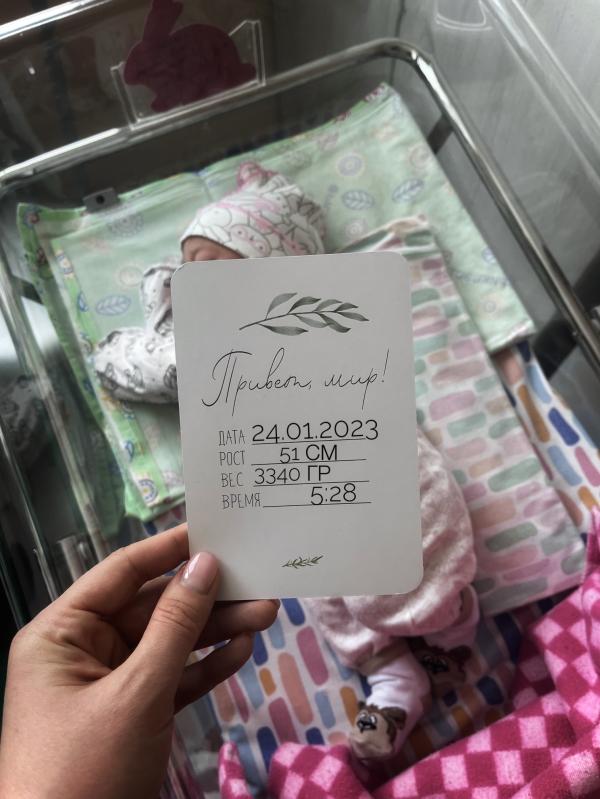 Привет, мир!
ДАТА 24.01.2023
РОСТ 51 СМ
ВЕС 3340 ГР
ВРЕМЯ 5:28